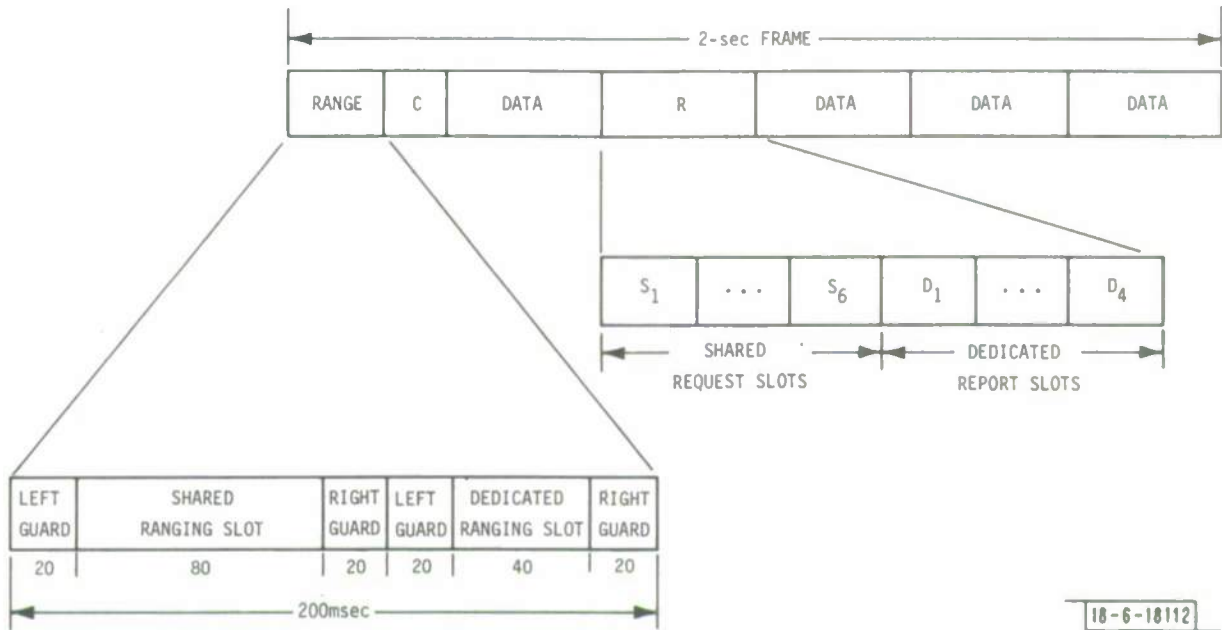 2-sec FRAME
RANGE C DATA R DATA DATA DATA
S1 ... S6 D1 ... D4
SHARED DEDICATED
REQUEST SLOTS REPORT SLOTS
LEFT SHARED RIGHT LEFT DEDICATED RIGHT
GUARD RANGING SLOT GUARD GUARD RANGING SLOT GUARD
20 80 20 20 40 20
200msec
18-6-18112